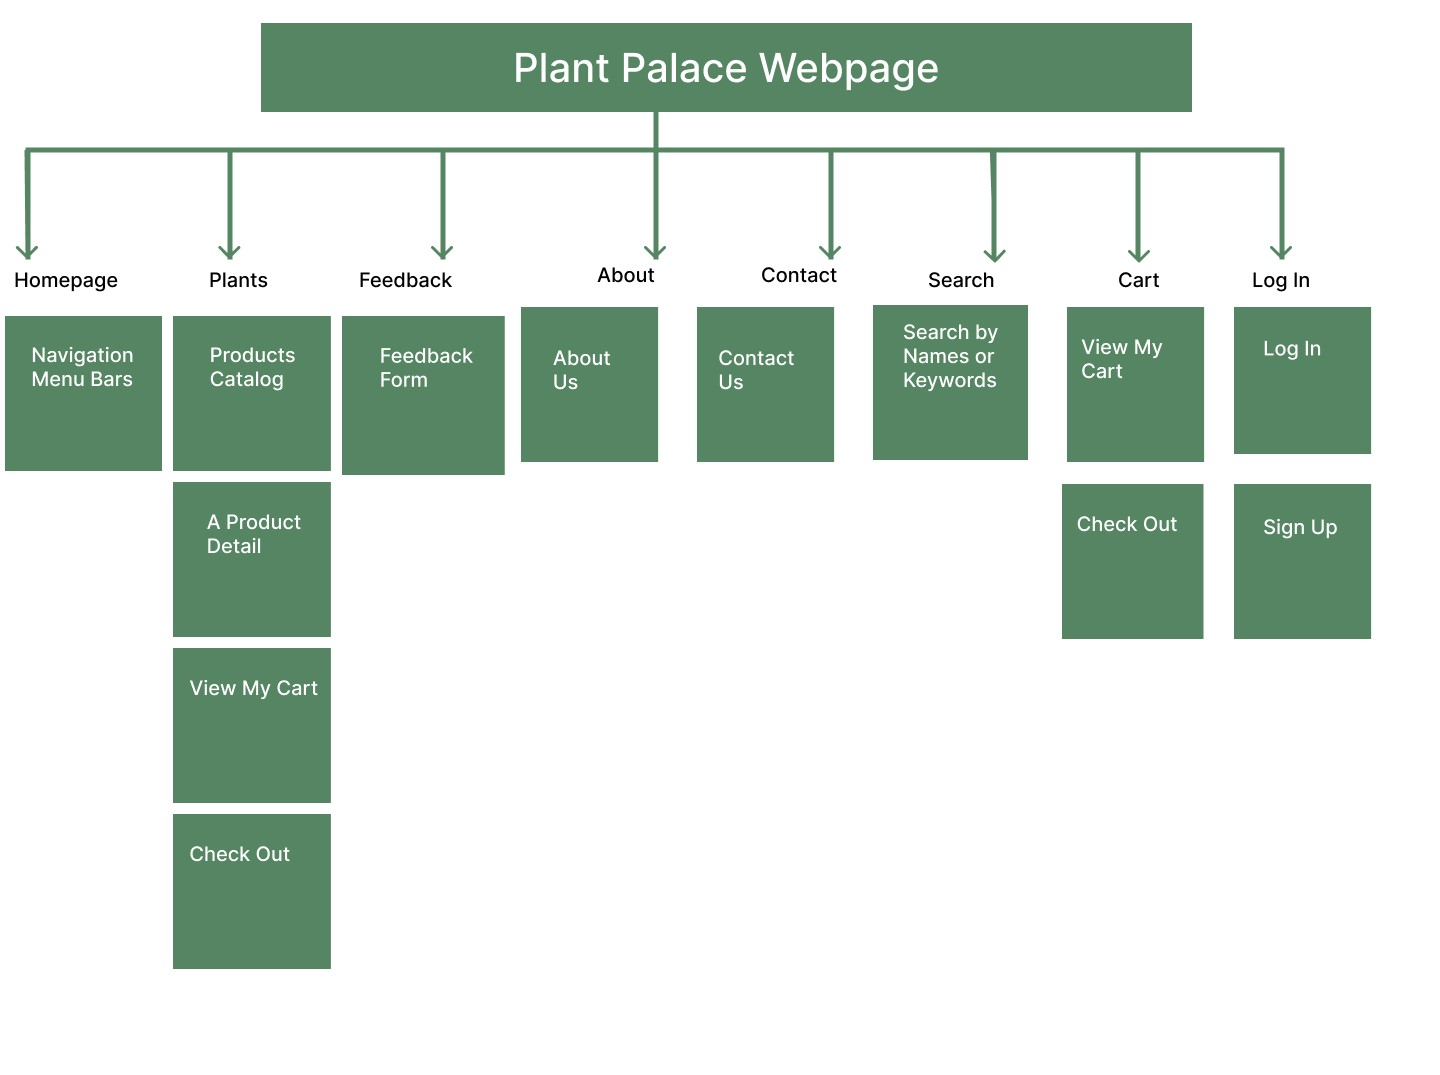 Plant Palace Webpage
Homepage
Plants
Feedback
About
Contact
Search
Cart
Log In
Navigation
Menu Bars
Products
Catalog
Feedback
Form
About
Us
Contact
Us
Search by
Names or
Keywords
View My
Cart
Log In
A Product
Detail
Check Out
Sign Up
View My Cart
Check Out